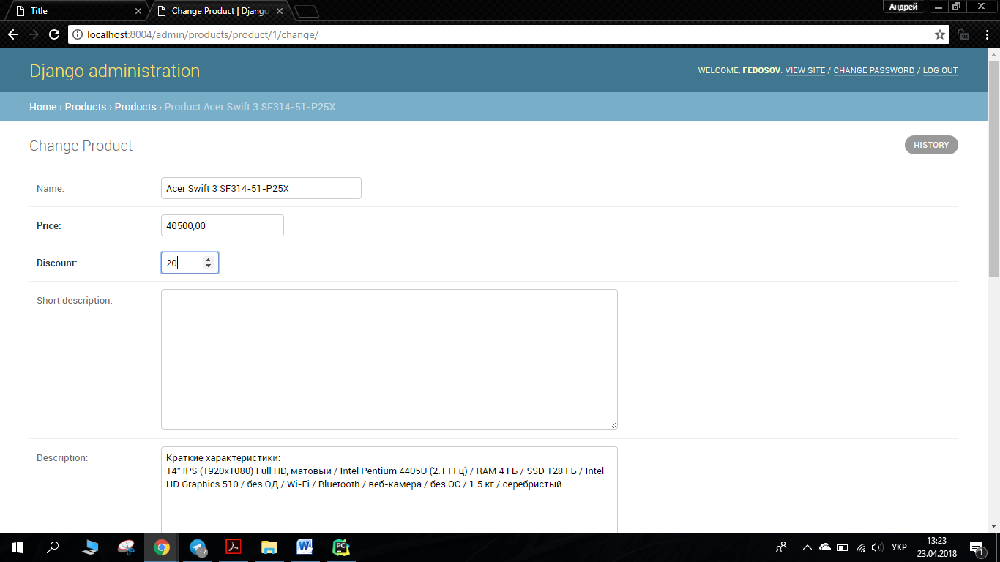 Title
Change Product | Django
Андрей
localhost:8004/admin/products/product/1/change/
Django administration
WELCOME, FEDOSOV. VIEW SITE / CHANGE PASSWORD / LOG OUT
Home › Products › Products › Product Acer Swift 3 SF314-51-P25X
Change Product
HISTORY
Name:
Acer Swift 3 SF314-51-P25X
Price:
40500,00
Discount:
20
Short description:
Description:
Краткие характеристики:
14" IPS (1920x1080) Full HD, матовый / Intel Pentium 4405U (2.1 ГГц) / RAM 4 ГБ / SSD 128 ГБ / Intel
HD Graphics 510 / без ОД / Wi-Fi / Bluetooth / веб-камера / без ОС / 1.5 кг / серебристый
37
W
PC
УКР
13:23
23.04.2018
1